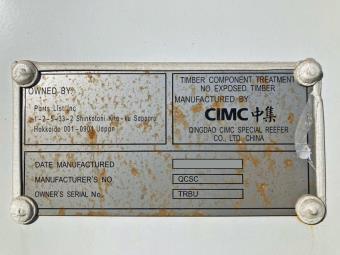 OWNED BY:
Parts List, Inc
1-2-5-33-2 Shinkotoni Kita-ku Sapporo
Hokkaido 001-0901 Japan
TIMBER COMPONENT TREATMENT
NO EXPOSED TIMBER
MANUFACTURED BY:
CIMC 中集
QINGDAO CIMC SPECIAL REEFER
CO., LTD. CHINA
DATE MANUFACTURED
MANUFACTURER'S NO QCSC
OWNER'S SERIAL No. TRBU